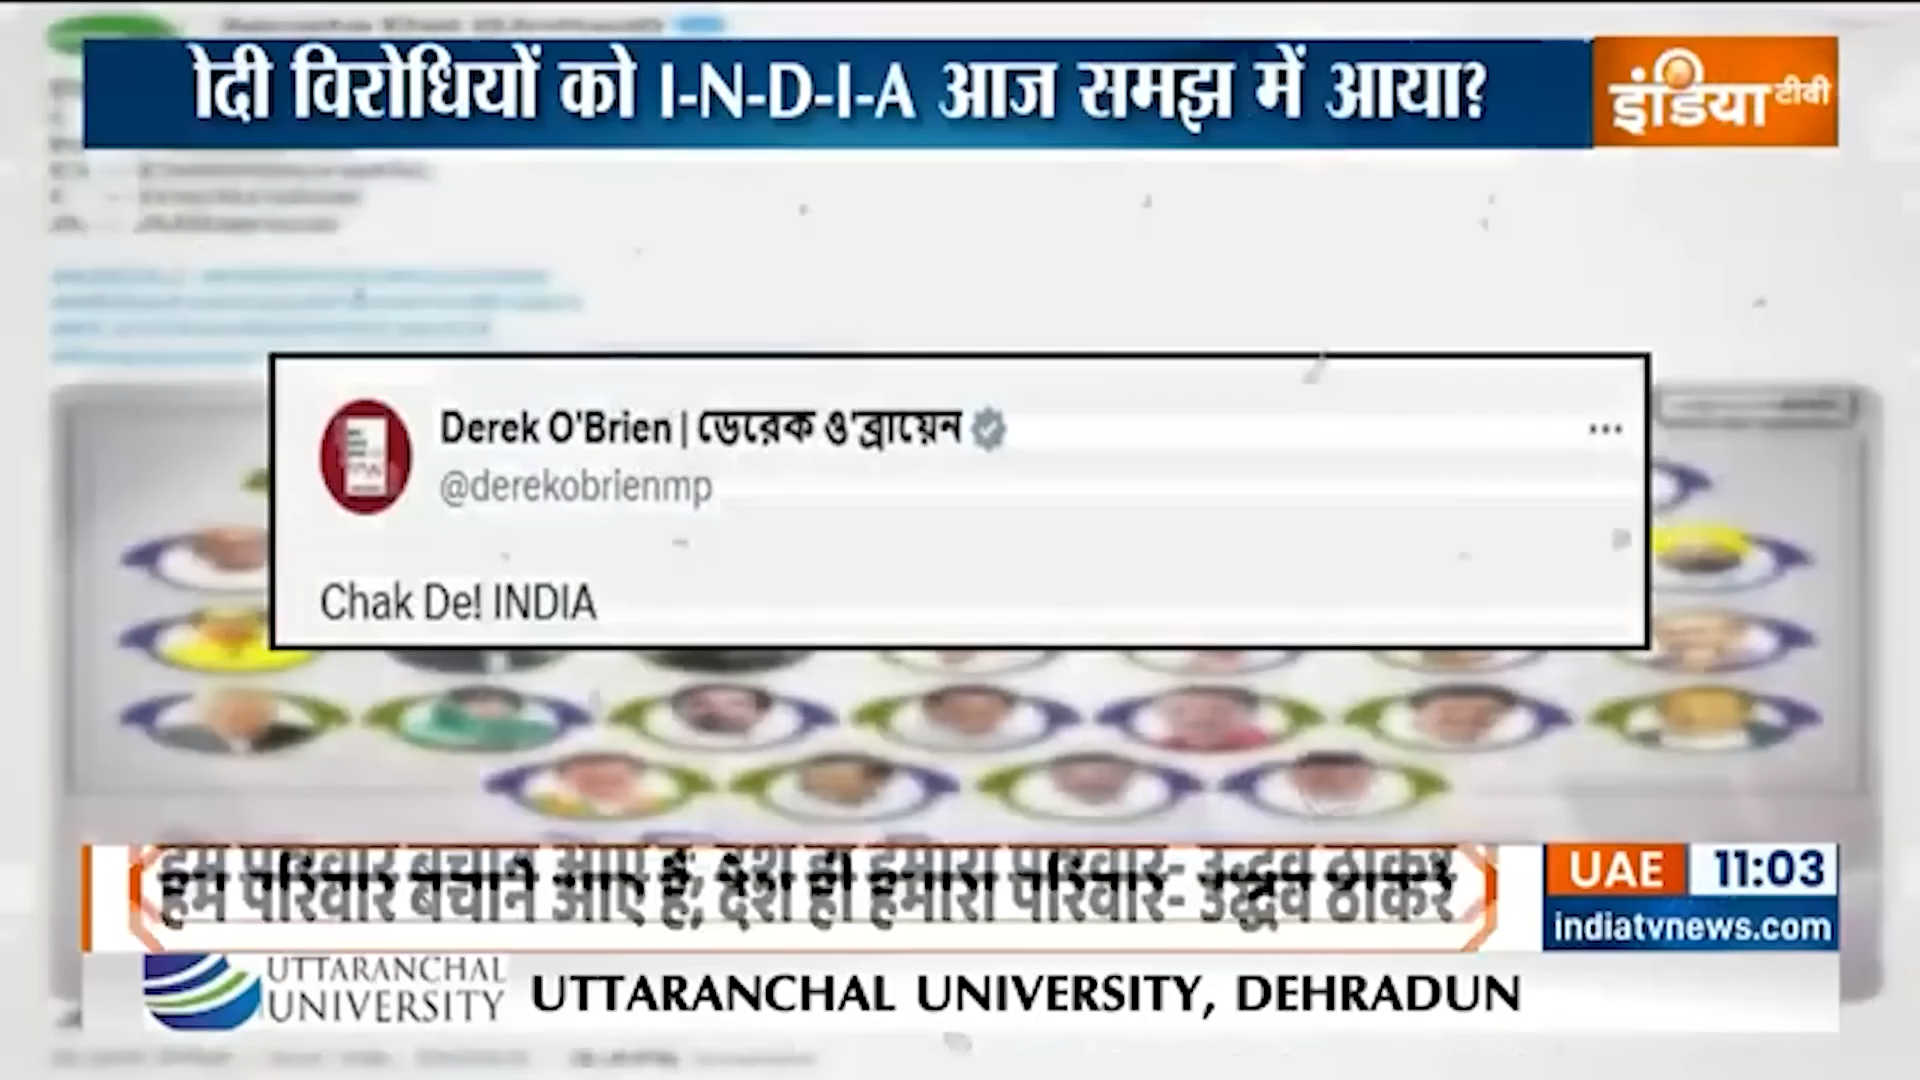 ोदी विरोधियों को I-N-D-I-A आज समझ में आया?
इंडिया टीवी
Derek O'Brien | ডেরেক ও'ব্রায়েন
@derekobrienmp
Chak De! INDIA
हम परिवार बचाने आए हैं, देश ही हमारा परिवार- उद्धव ठाकरे
UAE 11:03
indiatvnews.com
UTTARANCHAL
UNIVERSITY
UTTARANCHAL UNIVERSITY, DEHRADUN